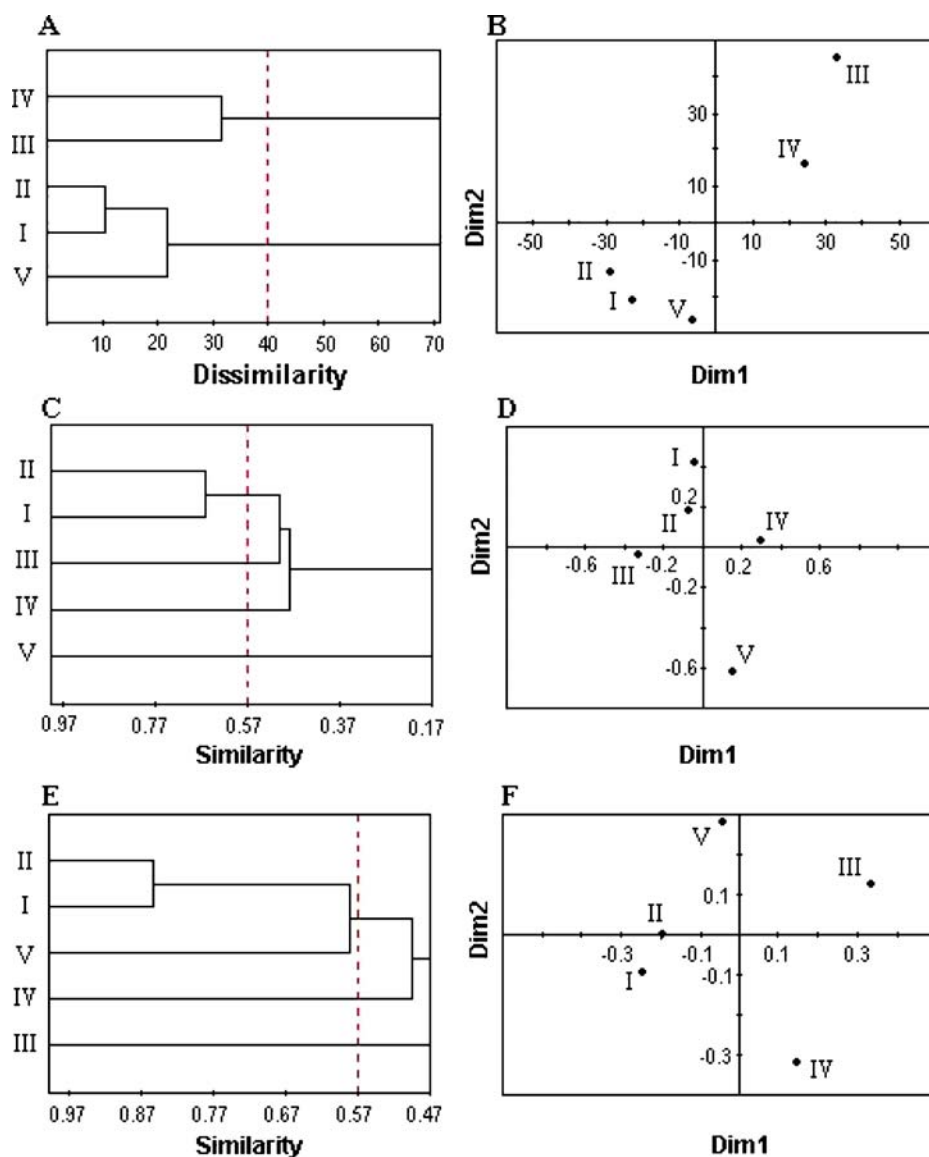 A
IV
III
II
I
V
10 20 30 40 50 60 70
Dissimilarity
B
III
30
IV
10
-50 -30 -10 10 30 50
-10
II
I
V
Dim2
Dim1
C
II
I
III
IV
V
0.97 0.77 0.57 0.37 0.17
Similarity
D
I
0.2
II
IV
-0.6 -0.2 0.2 0.6
III
-0.2
V
-0.6
Dim2
Dim1
E
II
I
V
IV
III
0.97 0.87 0.77 0.67 0.57 0.47
Similarity
F
V
III
0.1
II
-0.3 -0.1 0.1 0.3
I
-0.1
-0.3
IV
Dim2
Dim1